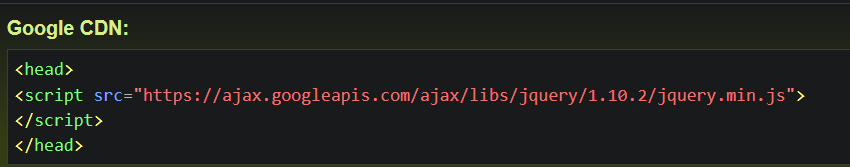 Google CDN:
<head>
<script src="https://ajax.googleapis.com/ajax/libs/jquery/1.10.2/jquery.min.js">
</script>
</head>